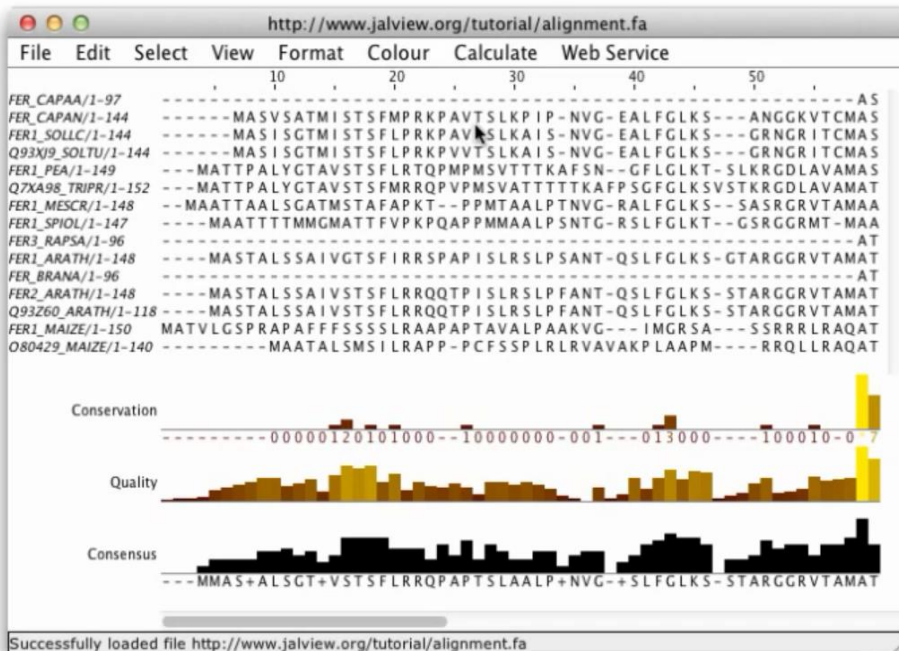 http://www.jalview.org/tutorial/alignment.fa
File Edit Select View Format Colour Calculate Web Service
10 20 30 40 50
FER_CAPAA/1-97 ----------------------------------------------------------AS
FER_CAPAN/1-144 ------MASVSATMISTSFMPRKPAVTSLKPIP-NVG-EALFGLKS---ANGGKVTCMAS
FER1_SOLLC/1-144 ------MASISGTMISTSFLPRKPAV SLKAIS-NVG-EALFGLKS---GRNGRITCMAS
Q93XJ9_SOLTU/1-144 ------MASISGTMISTSFLPRKPVVTSLKAIS-NVG-EALFGLKS---GRNGRITCMAS
FER1_PEA/1-149 ---MATTPALYGTAVSTSFLRTQPMPMSVTTTKAFSN--GFLGLKT-SLKRGDLAVAMAS
Q7XA98_TRIPR/1-152 ---MATTPALYGTAVSTSFMRRQPVPMSVATTTTTKAFPSGFGLKSVSTKRGDLAVAMAT
FER1_MESCR/1-148 --MAATTAALSGATMSTAFAPKT--PPMTAALPTNVG-RALFGLKS-SASRGRVTAMAA
FER1_SPIOL/1-147 ----MAATTTTMMGMATTFVPKPQAPPMMAALPSNTG-RSLFGLKT-GSRGGRMT-MAA
FER3_RAPSA/1-96 ----------------------------------------------------------AT
FER1_ARATH/1-148 ----MASTALSSAIVGTSFIRRSPAPISLRSLPSANT-QSLFGLKS-GTARGGRVTAMAT
FER_BRANA/1-96 ----------------------------------------------------------AT
FER2_ARATH/1-148 ----MASTALSSAIVSTSFLRRQQTPISLRSLPFANT-QSLFGLKS-STARGGRVTAMAT
Q93Z60_ARATH/1-118 ----MASTALSSAIVSTSFLRRQQTPISLRSLPFANT-QSLFGLKS-STARGGRVTAMAT
FER1_MAIZE/1-150 MATVLGSPRAPAFFFSSSSLRAAPAPTAVALPAAKVG---IMGRSA---SSRRRLRAQAT
O80429_MAIZE/1-140 ---------MAATALSMSILRAPP-PCFSSPLRLRVAVAKPLAAPM----RRQLLRAQAT
Conservation
---------00000120101000--10000000-001---013000----100010-0-7
Quality
Consensus
---MMAS+ALSGT+VSTSFLRRQPAPTSLAALP+NVG-+SLFGLKS-STARGGRVTAMAT
Successfully loaded file http://www.jalview.org/tutorial/alignment.fa